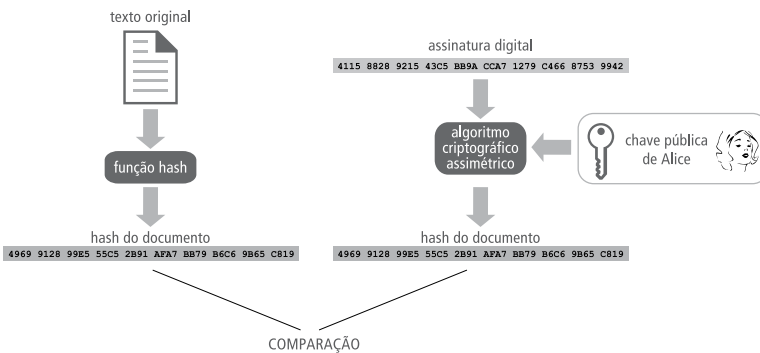 texto original
função hash
hash do documento
4969 9128 99E5 55C5 2B91 AFA7 BB79 B6C6 9B65 C819
assinatura digital
4115 8828 9215 43C5 BB9A CCA7 1279 C466 8753 9942
algoritmo
criptográfico
assimétrico
chave pública
de Alice
hash do documento
4969 9128 99E5 55C5 2B91 AFA7 BB79 B6C6 9B65 C819
COMPARAÇÃO